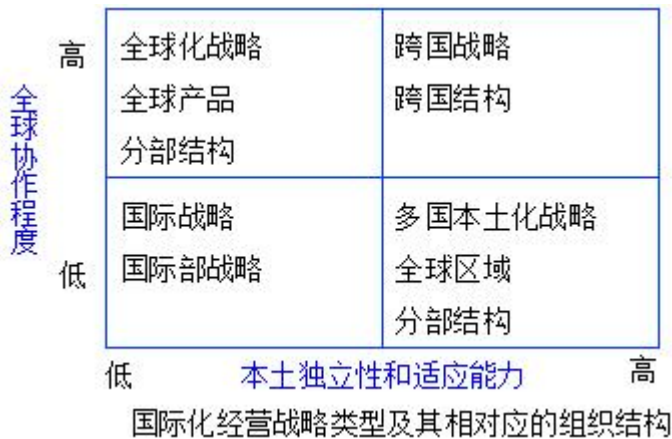 高
全球化战略
全球产品
分部结构
跨国战略
跨国结构
全球协作程度
低
国际战略
国际部战略
多国本土化战略
全球区域
分部结构
低
本土独立性和适应能力
高
国际化经营战略类型及其相对应的组织结构